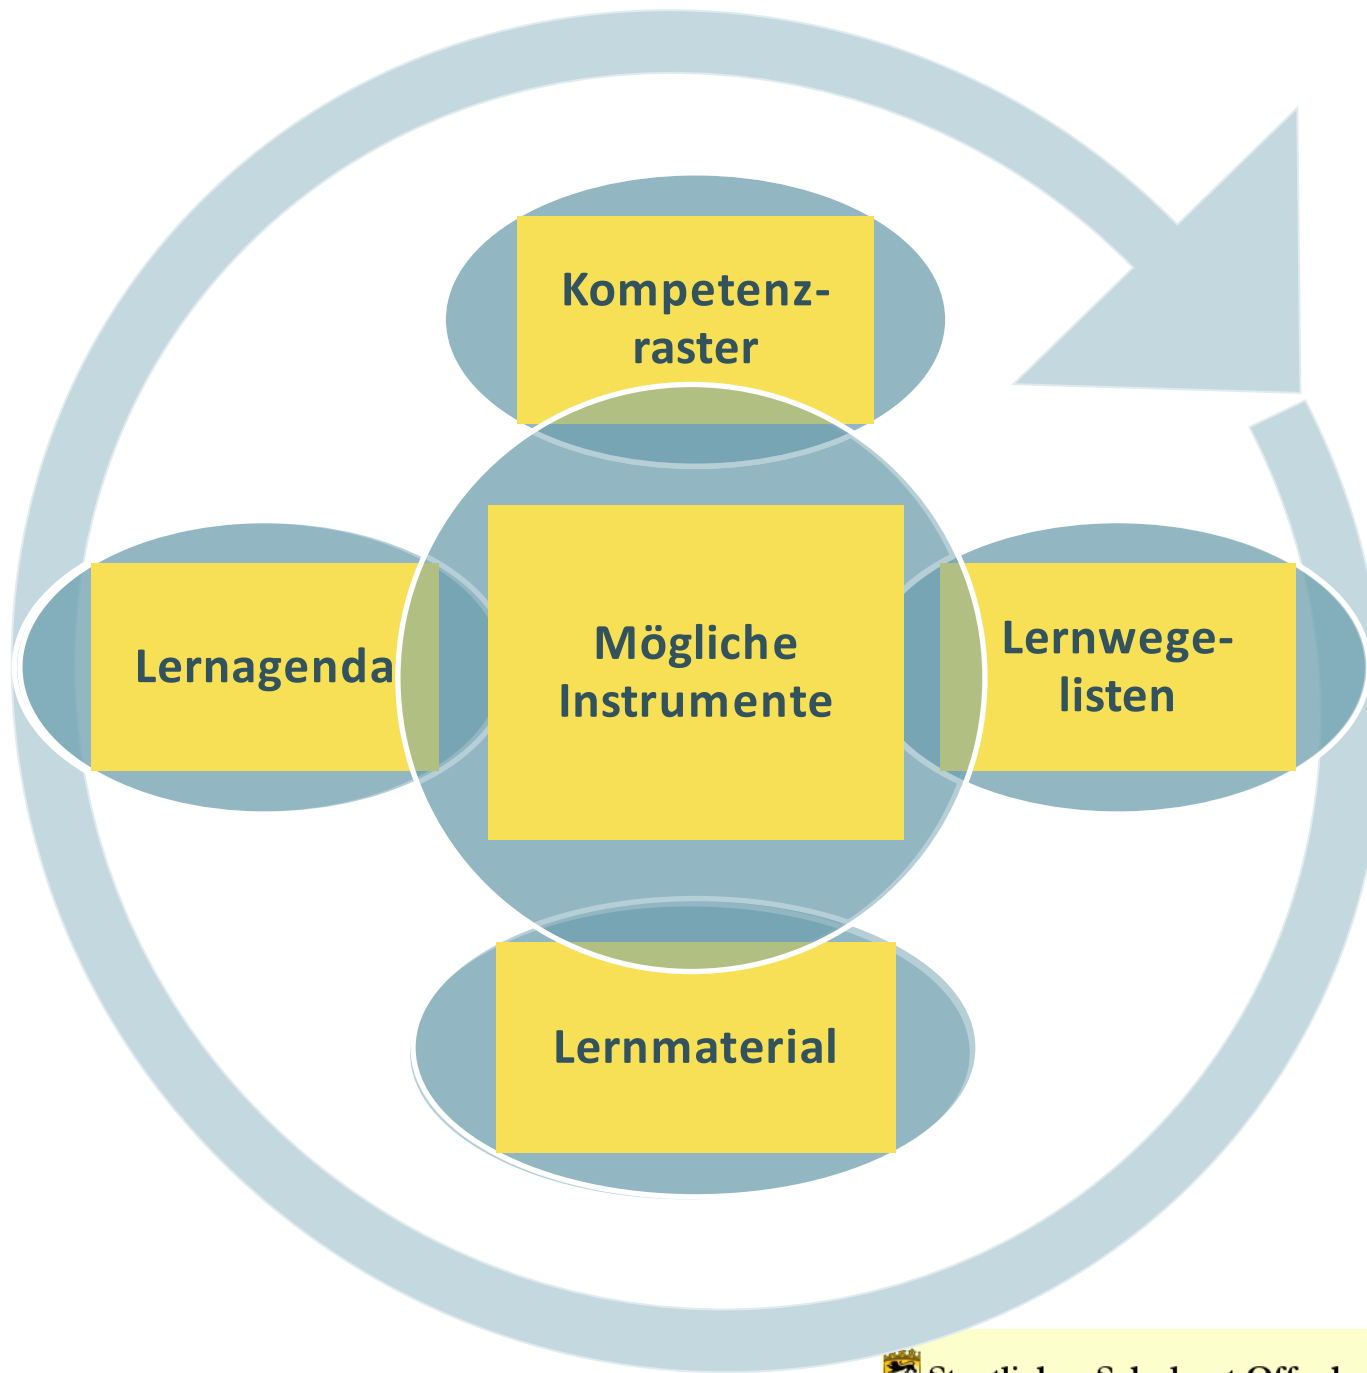 Kompetenz-
raster
Lernagenda
Mögliche
Instrumente
Lernwege-
listen
Lernmaterial